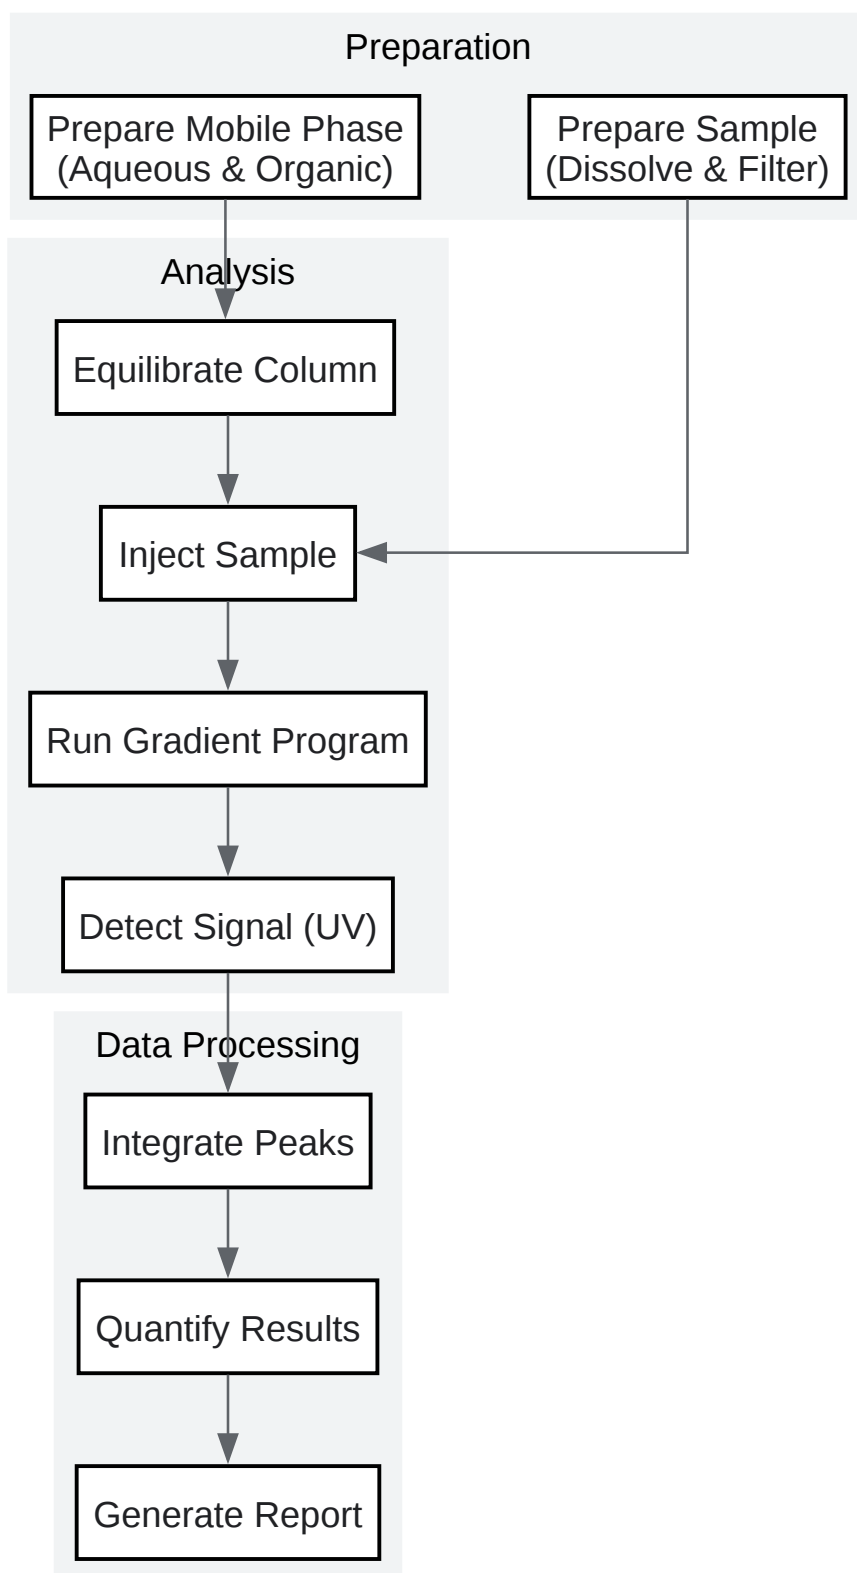 Preparation
Prepare Mobile Phase
(Aqueous & Organic)
Prepare Sample
(Dissolve & Filter)
Analysis
Equilibrate Column
Inject Sample
Run Gradient Program
Detect Signal (UV)
Data Processing
Integrate Peaks
Quantify Results
Generate Report